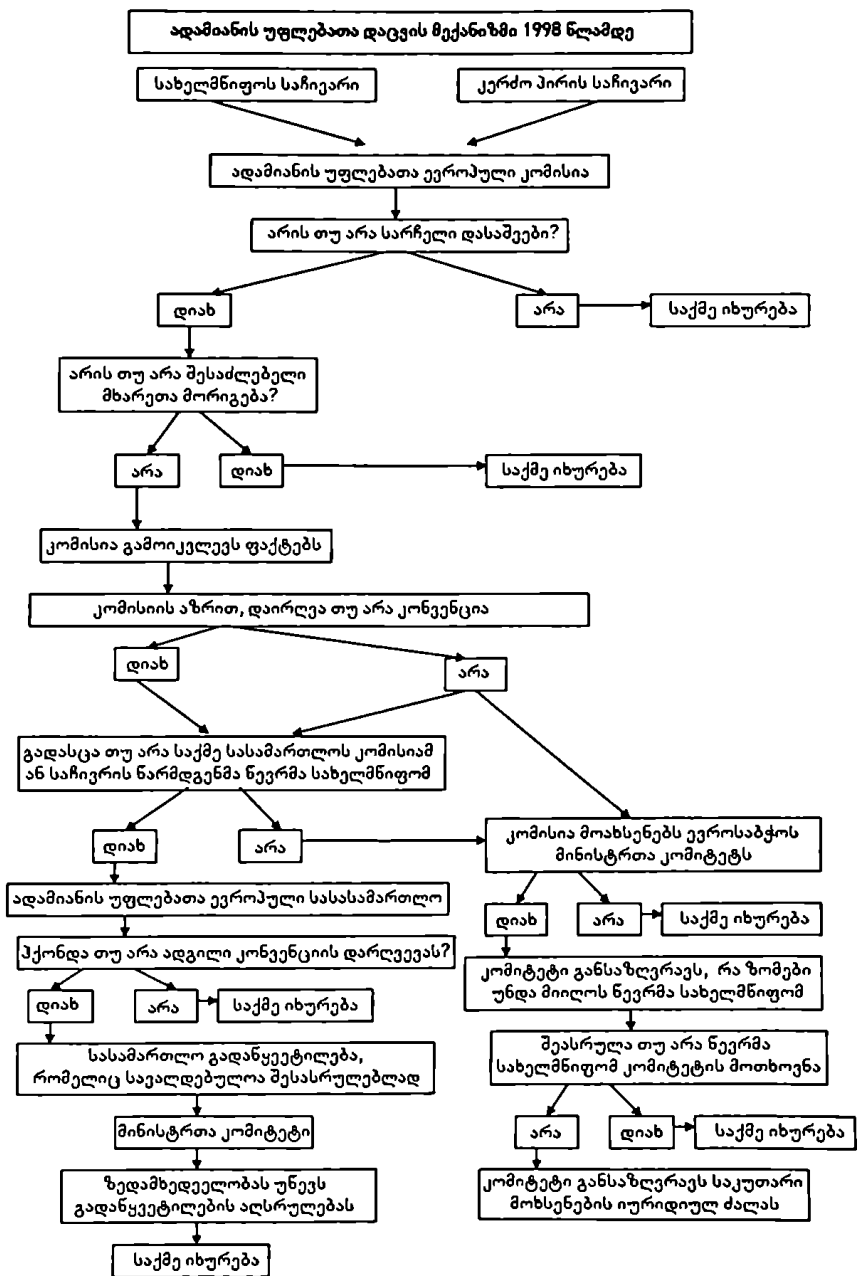 ადამიანის უფლებათა დაცვის მექანიზმი 1998 წლამდე
სახელმწიფოს საჩივარი
კერძო პირის საჩივარი
ადამიანის უფლებათა ევროპული კომისია
არის თუ არა სარჩელი დასაშვები?
დიახ
არა
საქმე იხურება
არის თუ არა შესაძლებელი
მხარეთა მორიგება?
არა
დიახ
საქმე იხურება
კომისია გამოიკვლევს ფაქტებს
კომისიის აზრით, დაირღვა თუ არა კონვენცია
დიახ
არა
გადასცა თუ არა საქმე სასამართლოს კომისიამ
ან საჩივრის წარმდგენმა წევრმა სახელმწიფომ
დიახ
არა
კომისია მოახსენებს ევროსაბჭოს
მინისტრთა კომიტეტს
ადამიანის უფლებათა ევროპული სასასამართლო
დიახ
არა
საქმე იხურება
ჰქონდა თუ არა ადგილი კონვენციის დარღვევას?
კომიტეტი განსაზღვრავს, რა ზომები
უნდა მიიღოს წევრმა სახელმწიფომ
დიახ
არა
საქმე იხურება
სასამართლო გადაწყვეტილება,
რომელიც სავალდებულოა შესასრულებლად
შეასრულა თუ არა წევრმა
სახელმწიფომ კომიტეტის მოთხოვნა
მინისტრთა კომიტეტი
არა
დიახ
საქმე იხურება
ზედამხედველობას უწევს
გადაწყვეტილების აღსრულებას
კომიტეტი განსაზღვრავს საკუთარი
მოხსენების იურიდიულ ძალას
საქმე იხურება